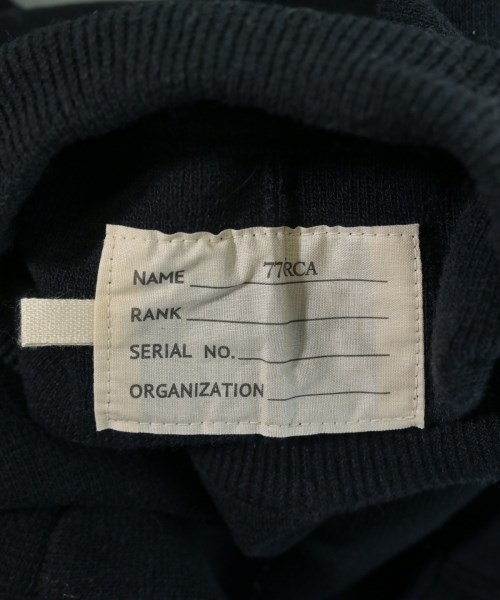 NAME 77RCA
RANK
SERIAL NO.
ORGANIZATION